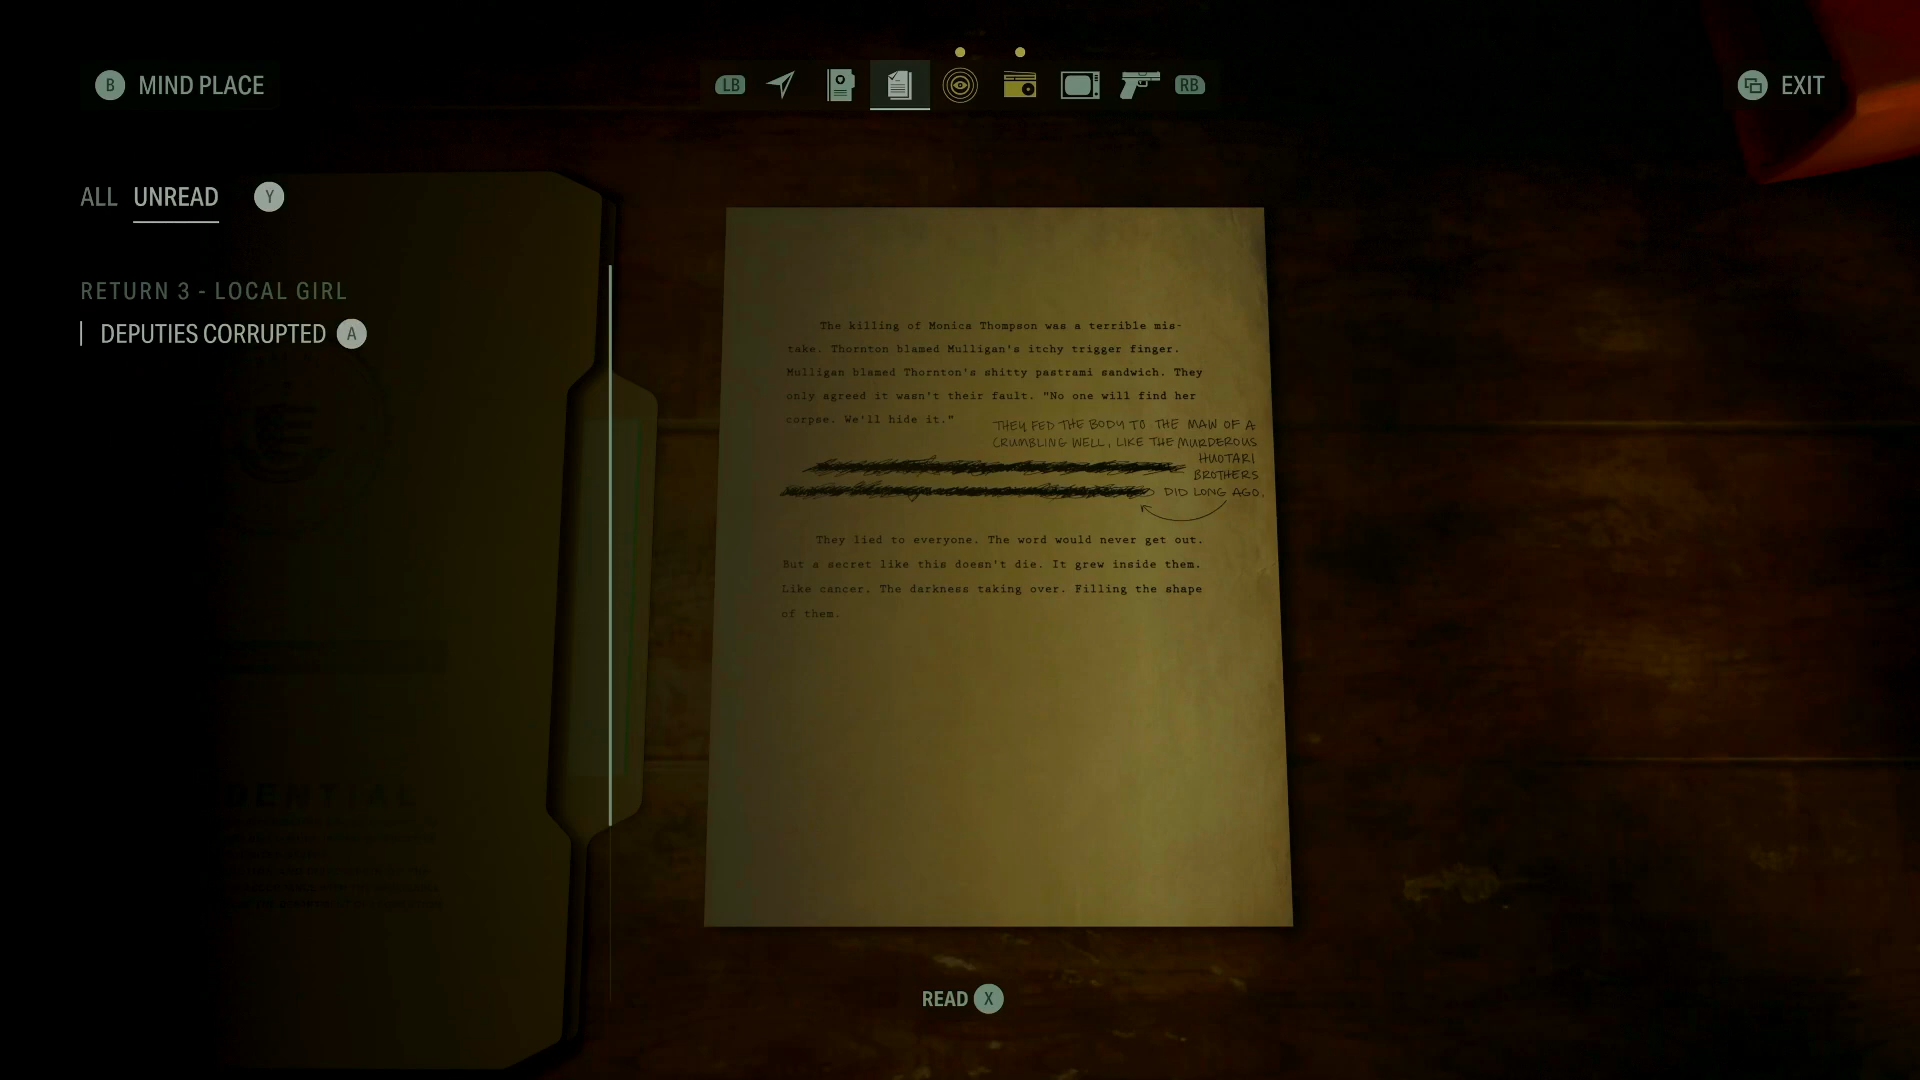 B MIND PLACE
LB
RB
EXIT
ALL UNREAD Y
RETURN 3 - LOCAL GIRL
DEPUTIES CORRUPTED A
The killing of Monica Thompson was a terrible mis-
take. Thornton blamed Mulligan's itchy trigger finger.
Mulligan blamed Thornton's shitty pastrami sandwich. They
only agreed it wasn't their fault. "No one will find her
corpse. We'll hide it."
THEY FED THE BODY TO THE MAW OF A
CRUMBLING WELL, LIKE THE MURDEROUS
HUOTARI
BROTHERS
DID LONG AGO.
They lied to everyone. The word would never get out.
But a secret like this doesn't die. It grew inside them.
Like cancer. The darkness taking over. Filling the shape
of them.
DENTIAL
READ X